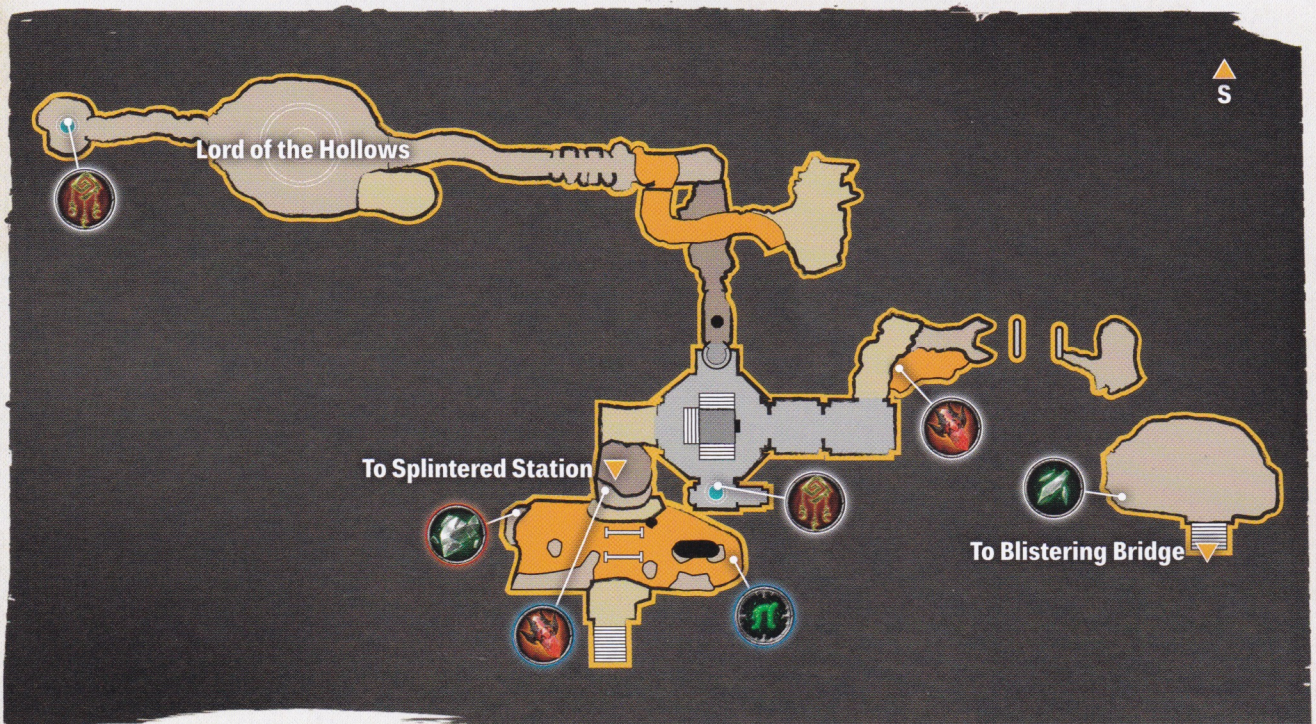 S
Lord of the Hollows
To Splintered Station
To Blistering Bridge